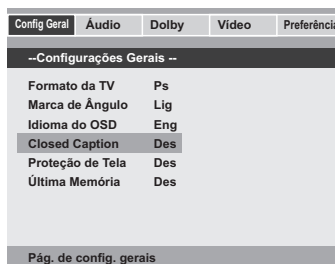 Config Geral Áudio Dolby Vídeo Preferência
--Configurações Gerais --
Formato da TV Ps
Marca de Ângulo Lig
Idioma do OSD Eng
Closed Caption Des
Proteção de Tela Des
Última Memória Des
Pág. de config. gerais